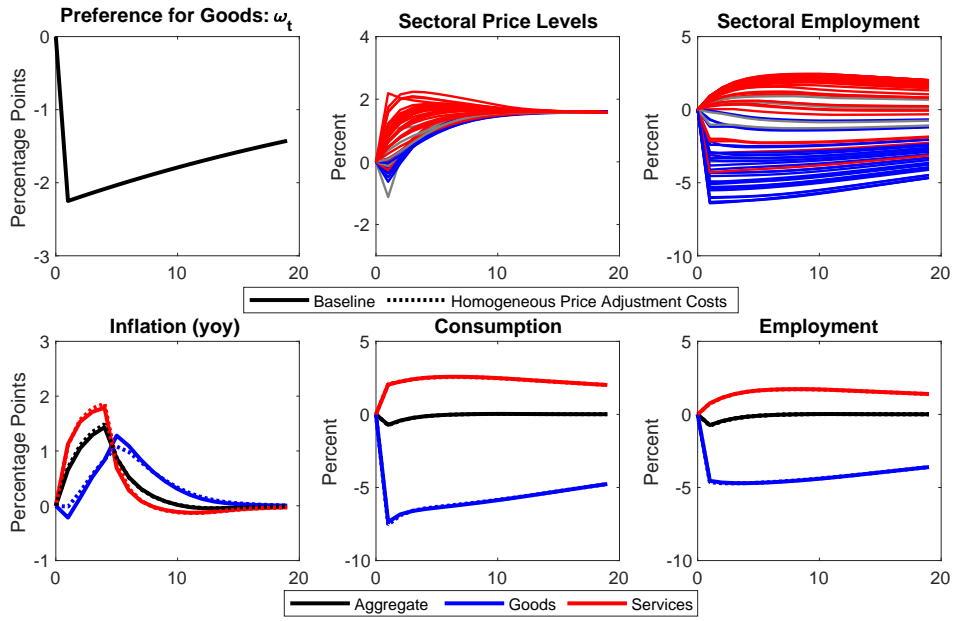 Preference for Goods: ω_t
Percentage Points
0
-1
-2
-3
0
10
20
Sectoral Price Levels
Percent
4
2
0
-2
0
10
20
Sectoral Employment
Percent
5
0
-5
-10
0
10
20
Baseline
Homogeneous Price Adjustment Costs
Inflation (yoy)
Percentage Points
3
2
1
0
-1
0
10
20
Consumption
Percent
5
0
-5
-10
0
10
20
Employment
Percent
5
0
-5
-10
0
10
20
Aggregate
Goods
Services